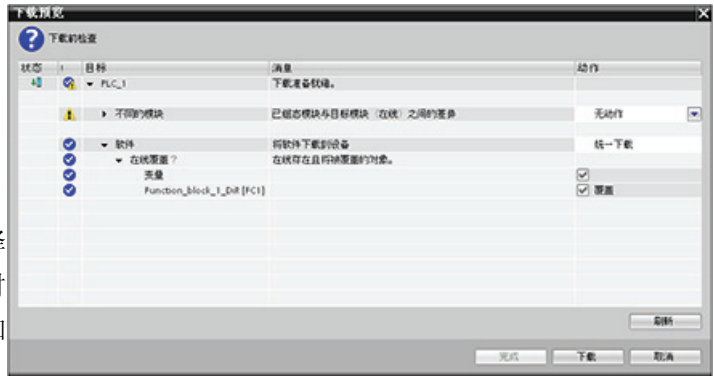 下载预览
下载前检查
状态 ! 目标 消息 动作
PLC_1 下载准备就绪。
不同的模块 已组态模块与目标模块（在线）之间的差异 无动作
软件 将软件下载到设备 统一下载
在线覆盖？ 在线存在且将被覆盖的对象。
变量
Function_block_1_DiR [FC1] 覆盖
刷新
完成 下载 取消